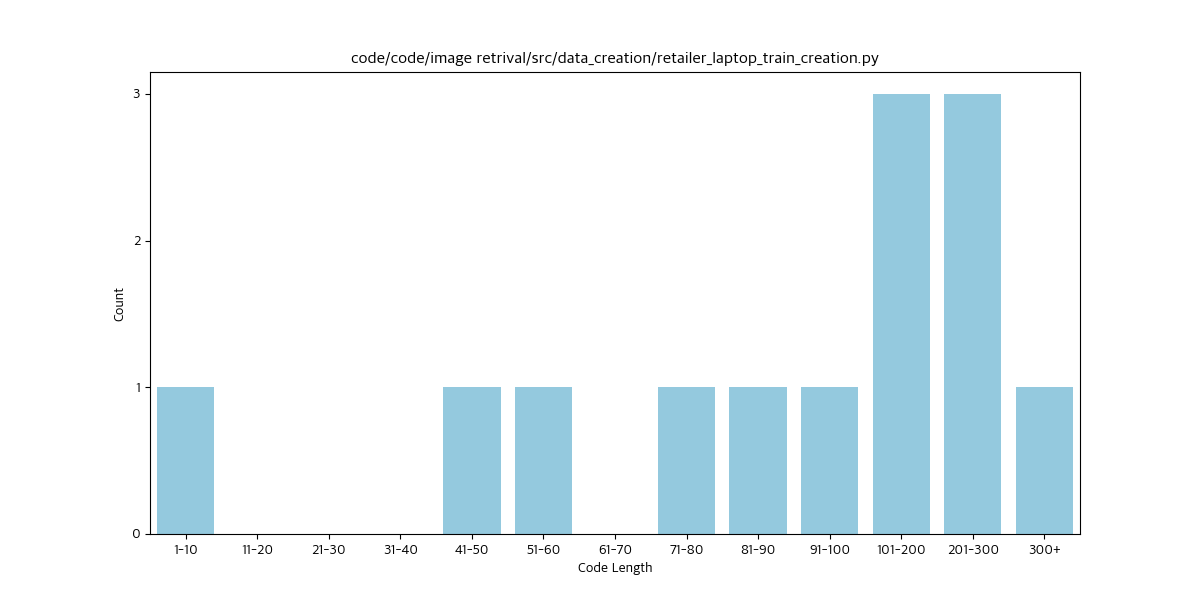 code/code/image retrival/src/data_creation/retailer_laptop_train_creation.py
3
2
1
0
Count
1-10 11-20 21-30 31-40 41-50 51-60 61-70 71-80 81-90 91-100 101-200 201-300 300+
Code Length